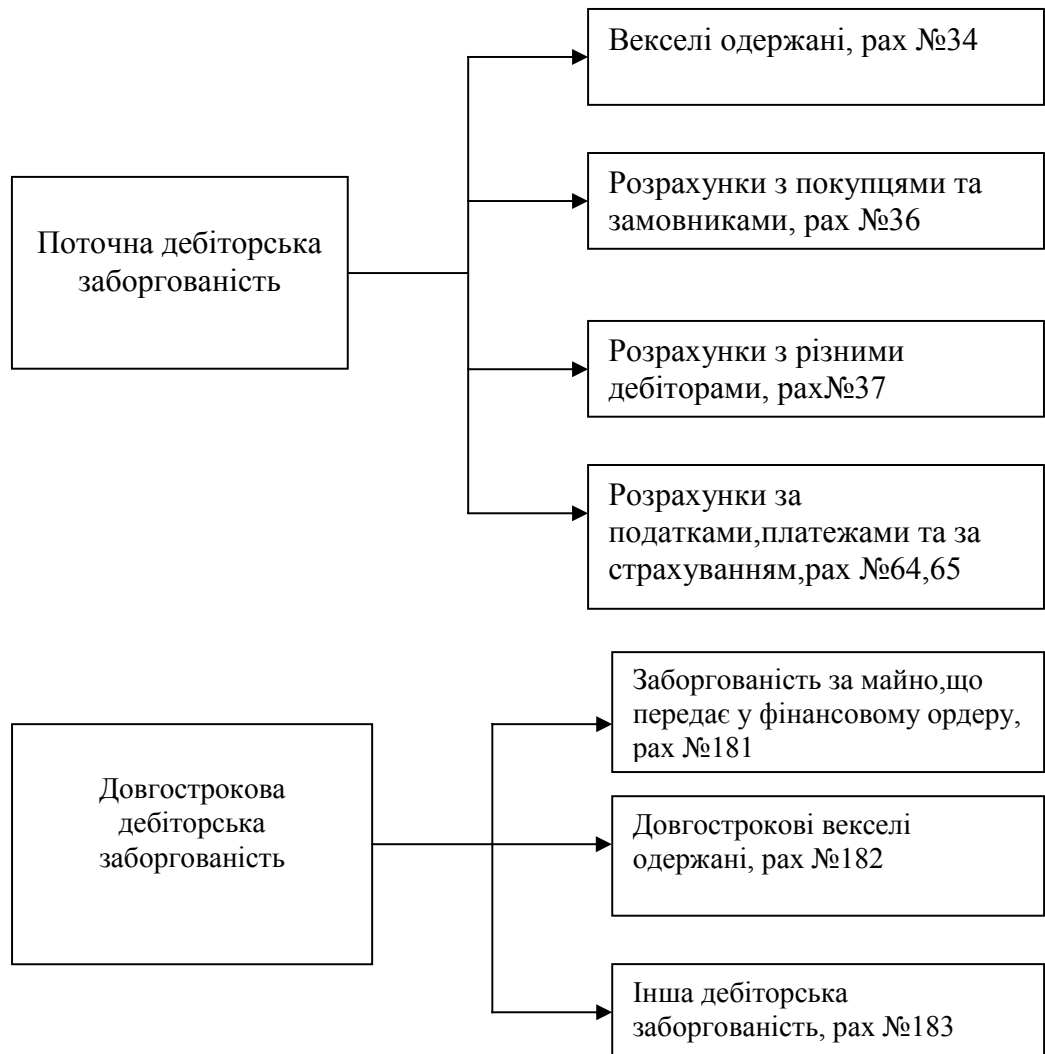 Поточна дебіторська
заборгованість
Векселі одержані, рах №34
Розрахунки з покупцями та
замовниками, рах №36
Розрахунки з різними
дебіторами, рах№37
Розрахунки за
податками,платежами та за
страхуванням,рах №64,65
Довгострокова
дебіторська
заборгованість
Заборгованість за майно,що
передає у фінансовому ордеру,
рах №181
Довгострокові векселі
одержані, рах №182
Інша дебіторська
заборгованість, рах №183